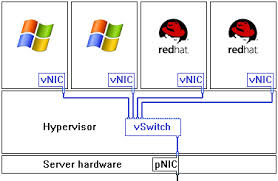 redhat.
redhat.
vNIC
vNIC
vNIC
vNIC
Hypervisor
vSwitch
Server hardware
pNIC